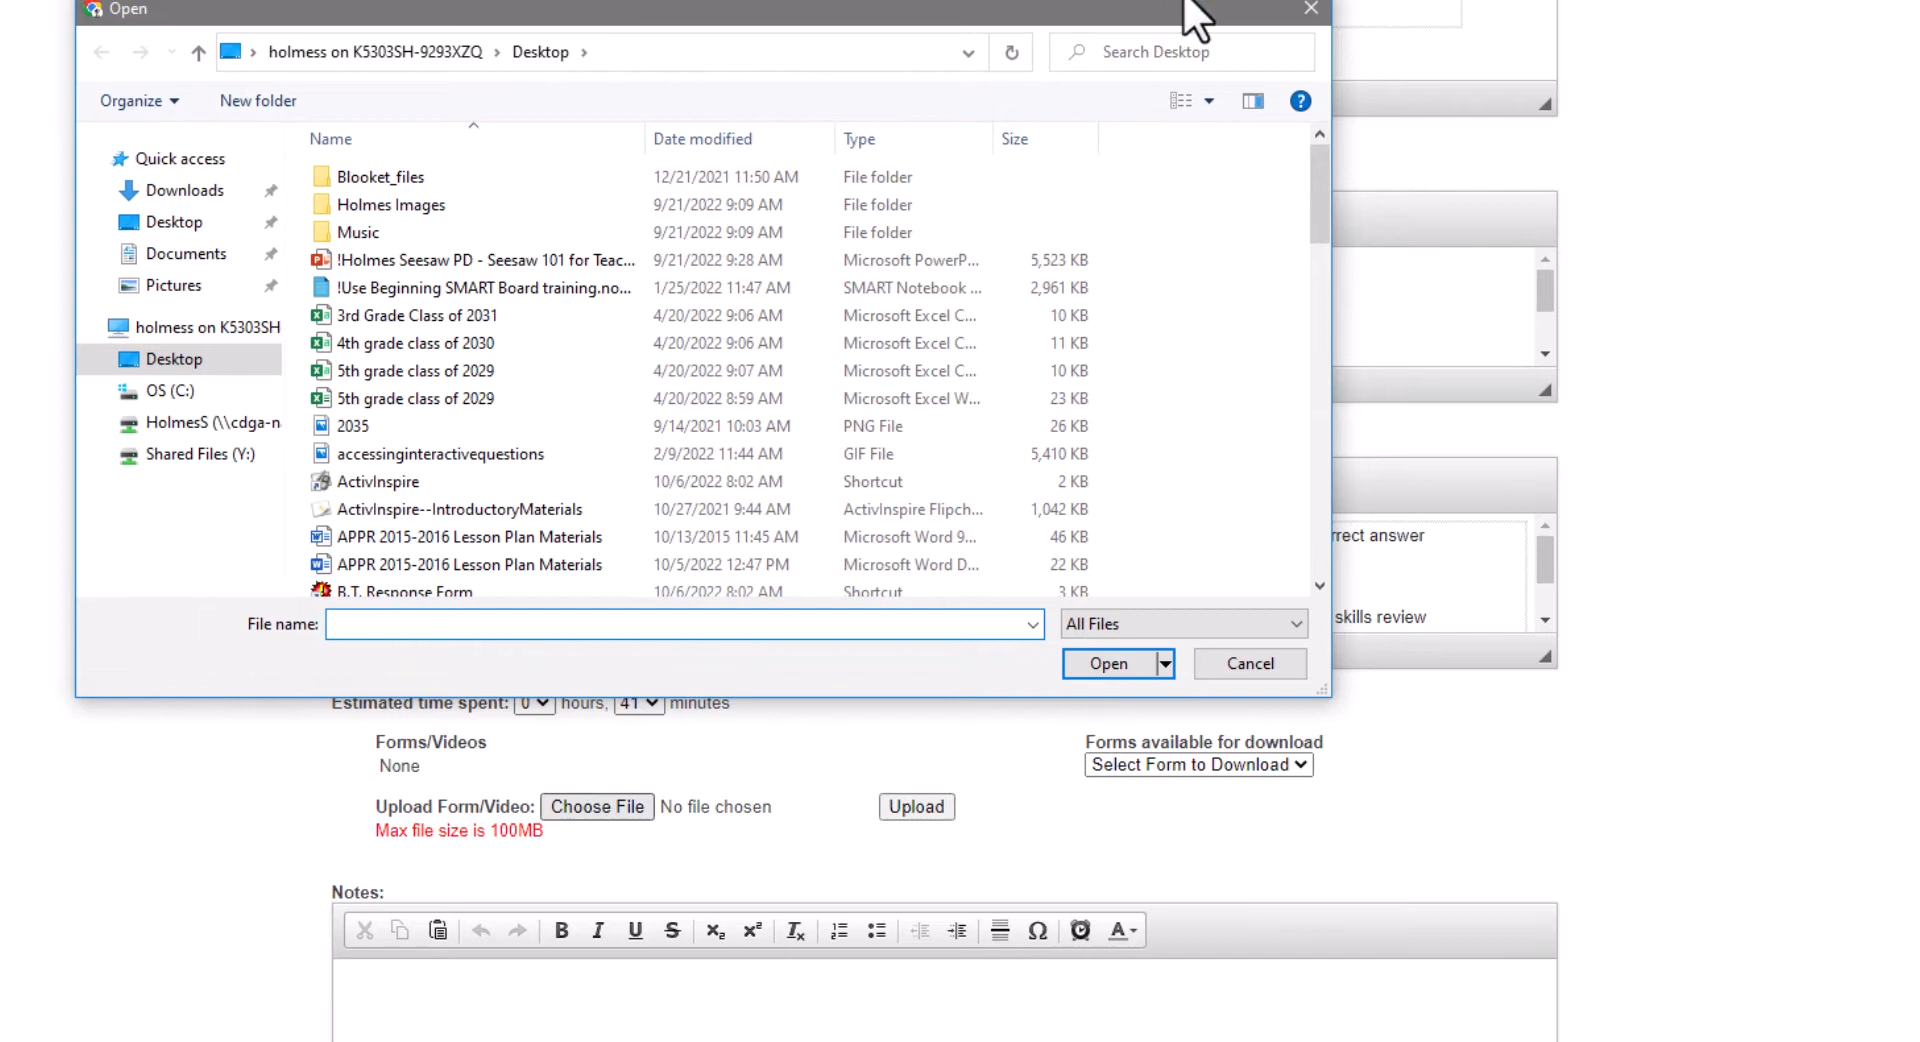 Open
holmess on K5303SH-9293XZQ › Desktop ›
Search Desktop
Organize
New folder
Name Date modified Type Size
Quick access
Downloads
Desktop
Documents
Pictures
holmess on K5303SH
Desktop
OS (C:)
HolmesS (\\cdga-n
Shared Files (Y:)
Blooket_files 12/21/2021 11:50 AM File folder
Holmes Images 9/21/2022 9:09 AM File folder
Music 9/21/2022 9:09 AM File folder
!Holmes Seesaw PD - Seesaw 101 for Teac... 9/21/2022 9:28 AM Microsoft PowerP... 5,523 KB
!Use Beginning SMART Board training.no... 1/25/2022 11:47 AM SMART Notebook ... 2,961 KB
3rd Grade Class of 2031 4/20/2022 9:06 AM Microsoft Excel C... 10 KB
4th grade class of 2030 4/20/2022 9:06 AM Microsoft Excel C... 11 KB
5th grade class of 2029 4/20/2022 9:07 AM Microsoft Excel C... 10 KB
5th grade class of 2029 4/20/2022 8:59 AM Microsoft Excel W... 23 KB
2035 9/14/2021 10:03 AM PNG File 26 KB
accessinginteractivequestions 2/9/2022 11:44 AM GIF File 5,410 KB
ActivInspire 10/6/2022 8:02 AM Shortcut 2 KB
ActivInspire--IntroductoryMaterials 10/27/2021 9:44 AM ActivInspire Flipch... 1,042 KB
APPR 2015-2016 Lesson Plan Materials 10/13/2015 11:45 AM Microsoft Word 9... 46 KB
APPR 2015-2016 Lesson Plan Materials 10/5/2022 12:47 PM Microsoft Word D... 22 KB
B.T. Response Form 10/6/2022 8:02 AM Shortcut 3 KB
File name:
All Files
Open
Cancel
rrect answer
skills review
Estimated time spent: 0 hours, 41 minutes
Forms/Videos
None
Forms available for download
Select Form to Download
Upload Form/Video: Choose File No file chosen Upload
Max file size is 100MB
Notes: